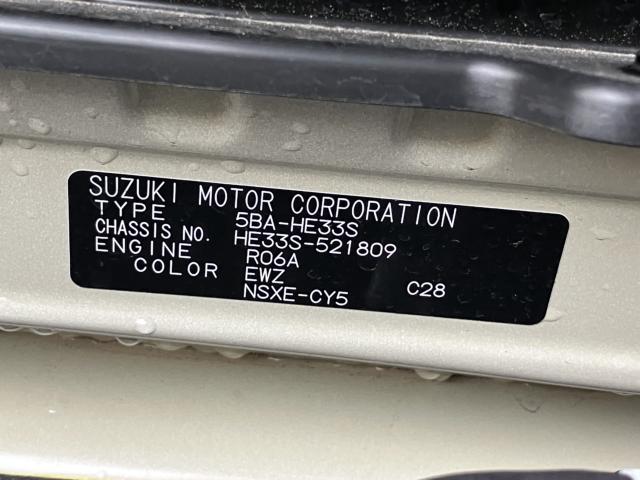 SUZUKI MOTOR CORPORATION
TYPE 5BA-HE33S
CHASSIS NO. HE33S-521809
ENGINE R06A
COLOR EWZ
NSXE-CY5 C28